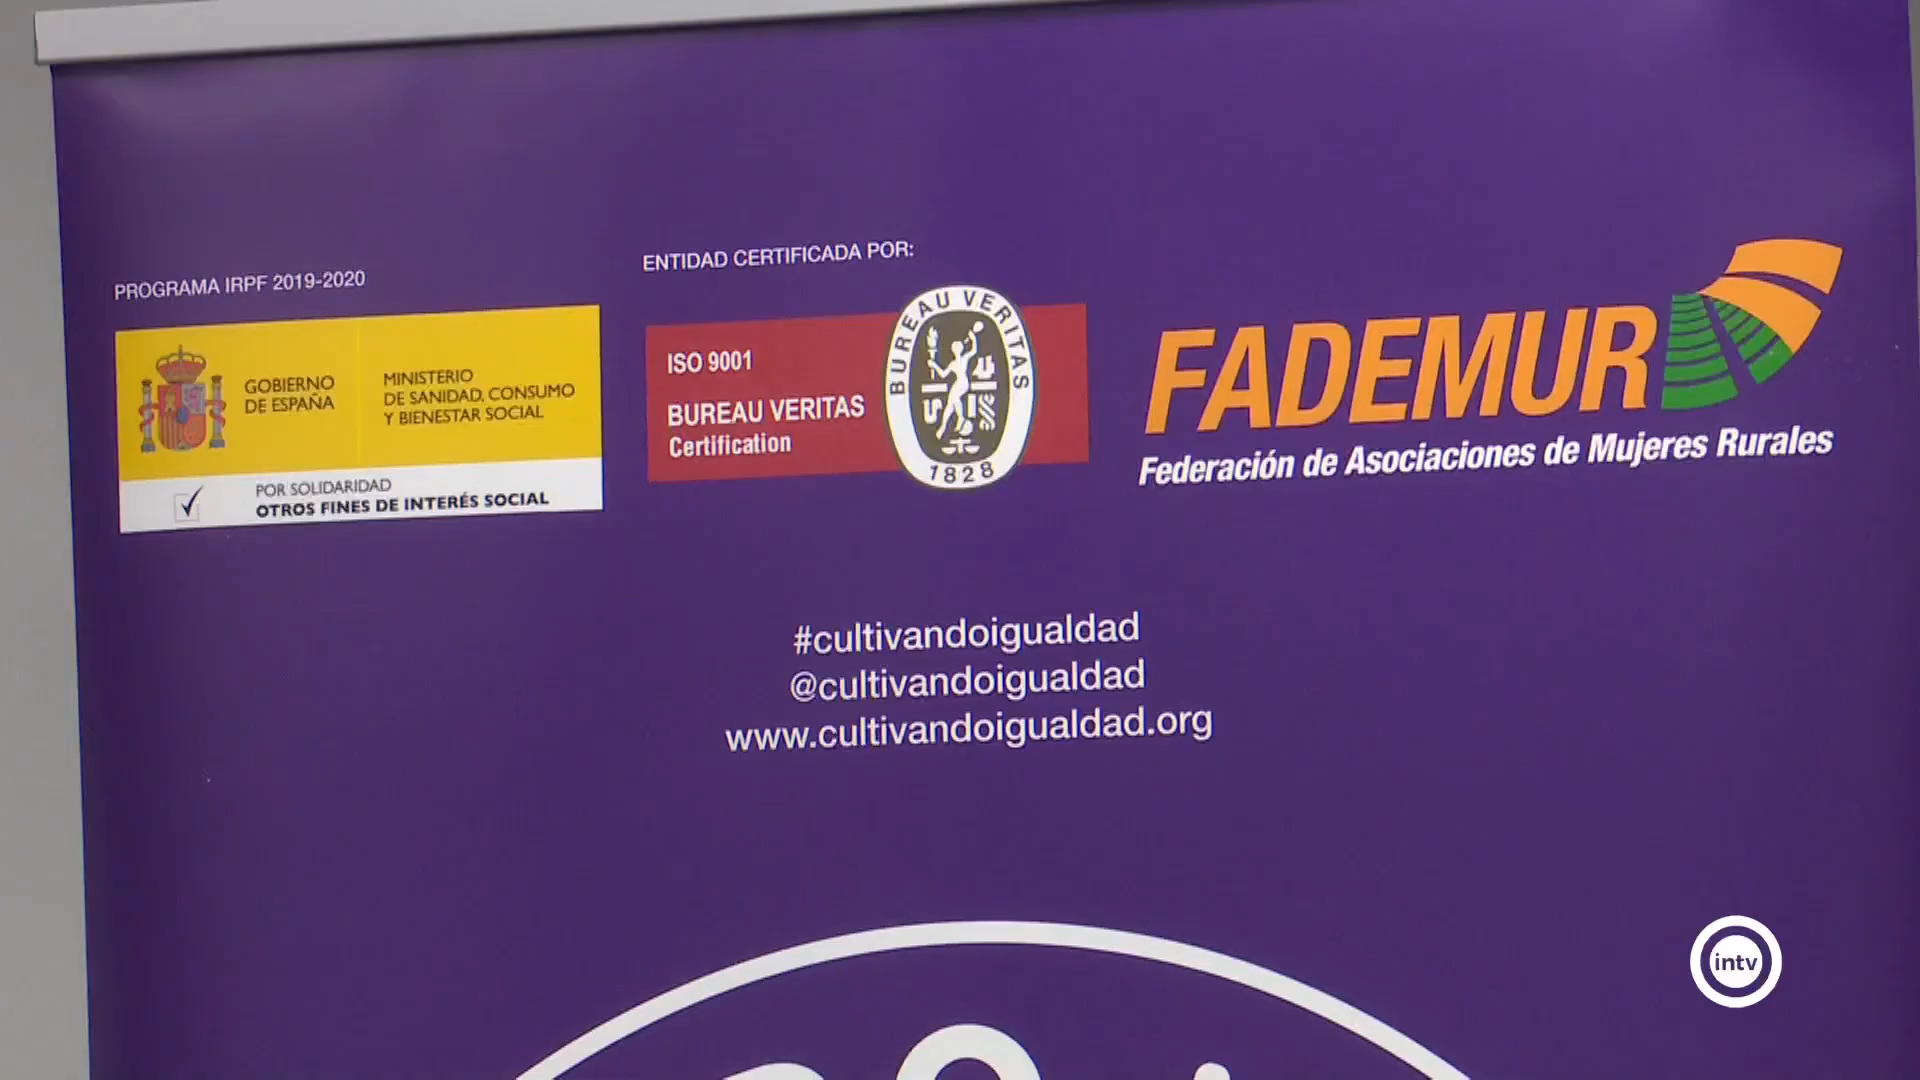 PROGRAMA IRPF 2019-2020
GOBIERNO
DE ESPAÑA
MINISTERIO
DE SANIDAD, CONSUMO
Y BIENESTAR SOCIAL
POR SOLIDARIDAD
OTROS FINES DE INTERÉS SOCIAL
ENTIDAD CERTIFICADA POR:
ISO 9001
BUREAU VERITAS
Certification
BUREAU VERITAS
1828
FADEMUR
Federación de Asociaciones de Mujeres Rurales
#cultivandoigualdad
@cultivandoigualdad
www.cultivandoigualdad.org
intv